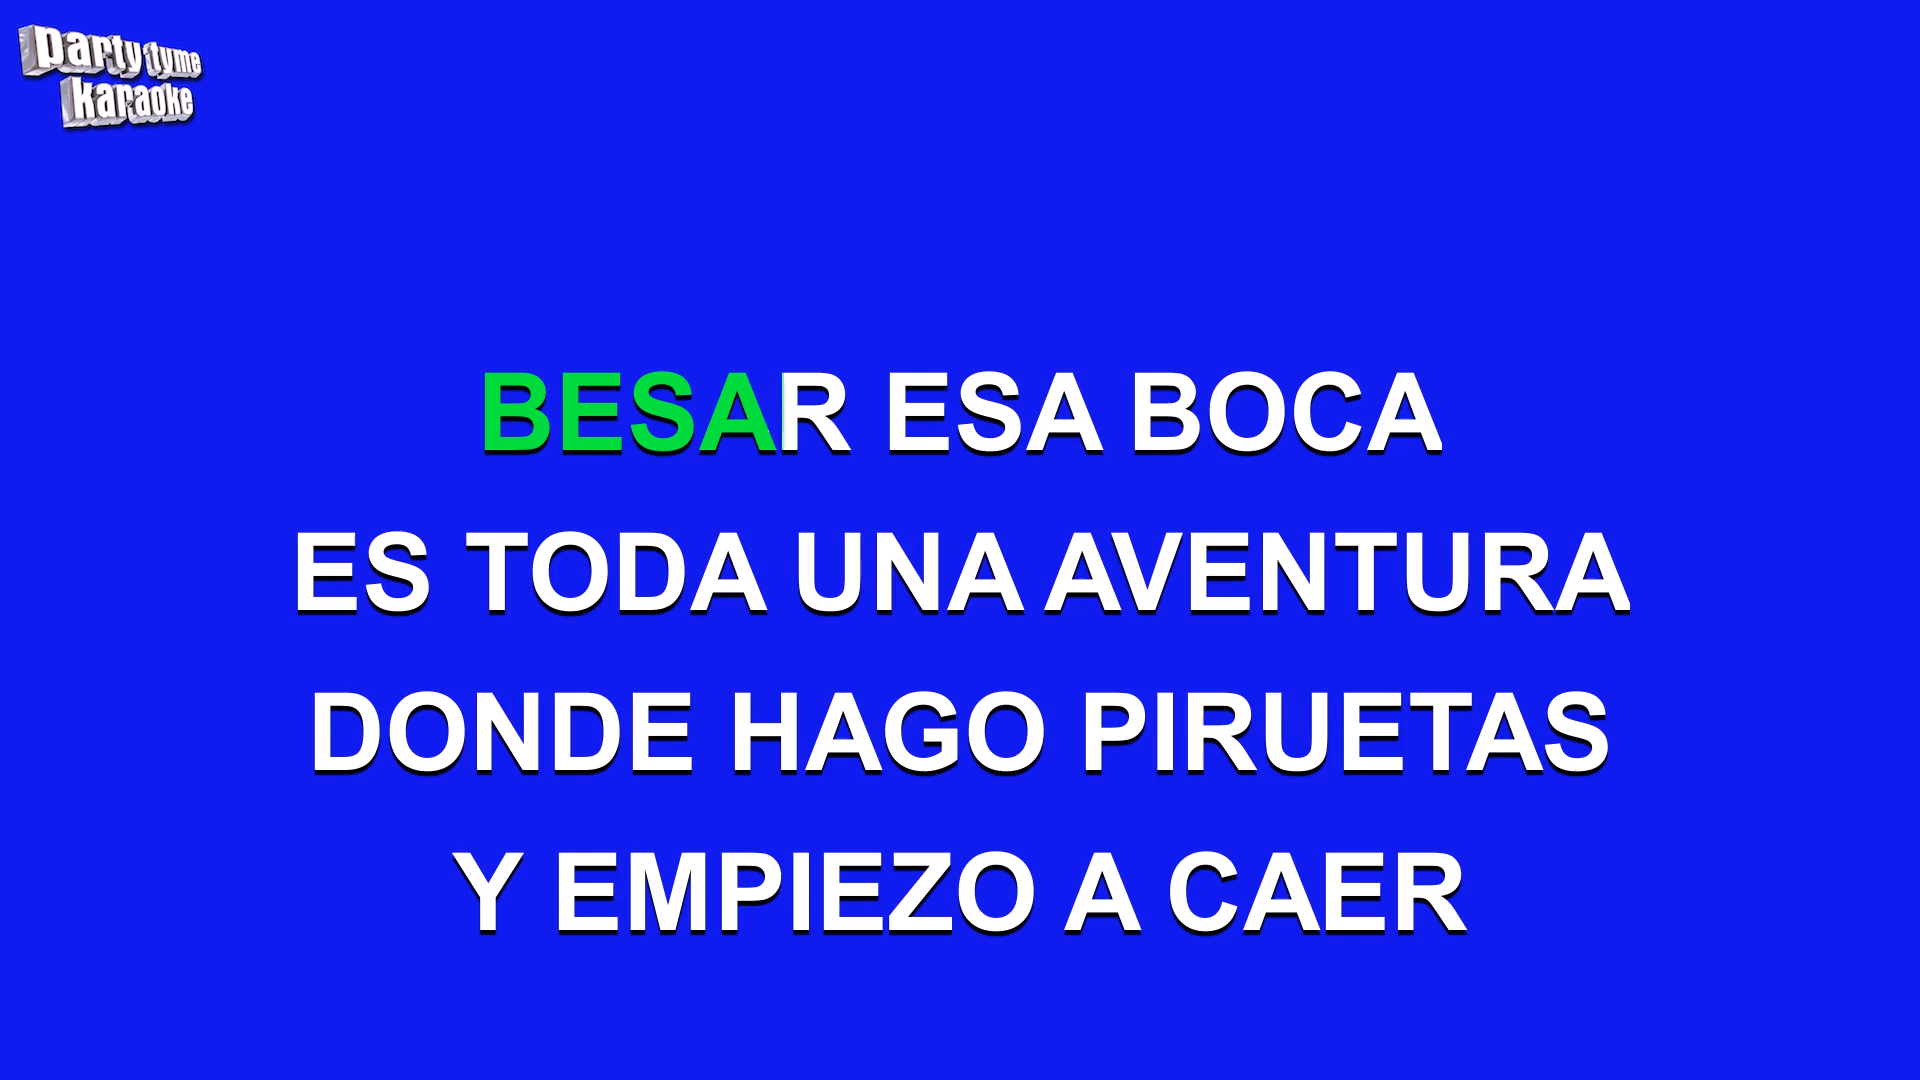 party tyme
karaoke
BESAR ESA BOCA
ES TODA UNA AVENTURA
DONDE HAGO PIRUETAS
Y EMPIEZO A CAER